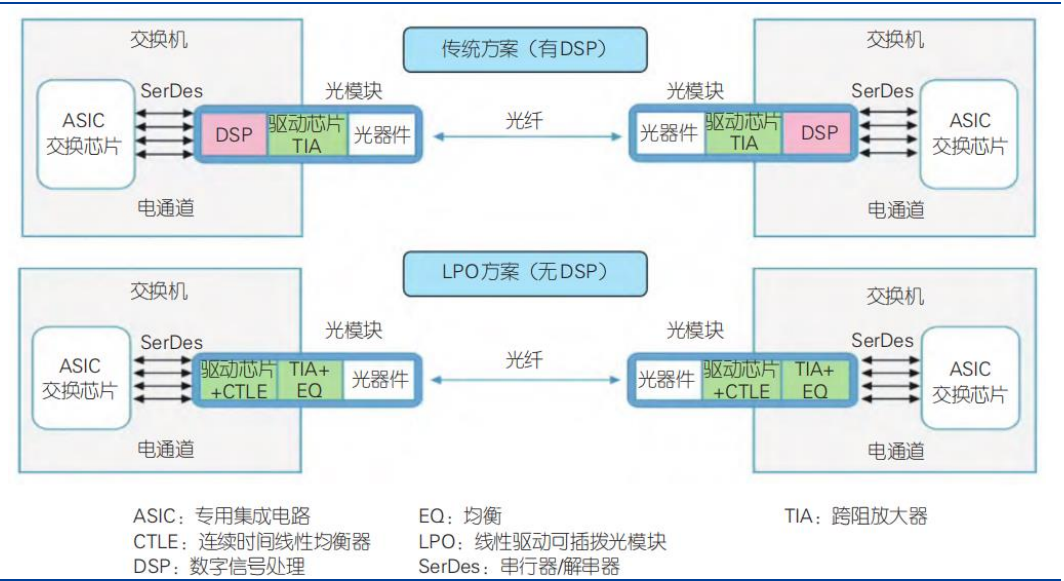 传统方案（有DSP）
交换机
交换机
SerDes
光模块
光模块
SerDes
ASIC
交换芯片
DSP
驱动芯片
TIA
光器件
光纤
光器件
驱动芯片
TIA
DSP
ASIC
交换芯片
电通道
电通道
LPO方案（无DSP）
交换机
交换机
SerDes
光模块
光模块
SerDes
ASIC
交换芯片
驱动芯片
+CTLE
TIA+
EQ
光器件
光纤
光器件
驱动芯片
+CTLE
TIA+
EQ
ASIC
交换芯片
电通道
电通道
ASIC：专用集成电路
EQ：均衡
TIA：跨阻放大器
CTLE：连续时间线性均衡器
LPO：线性驱动可插拨光模块
DSP：数字信号处理
SerDes：串行器/解串器